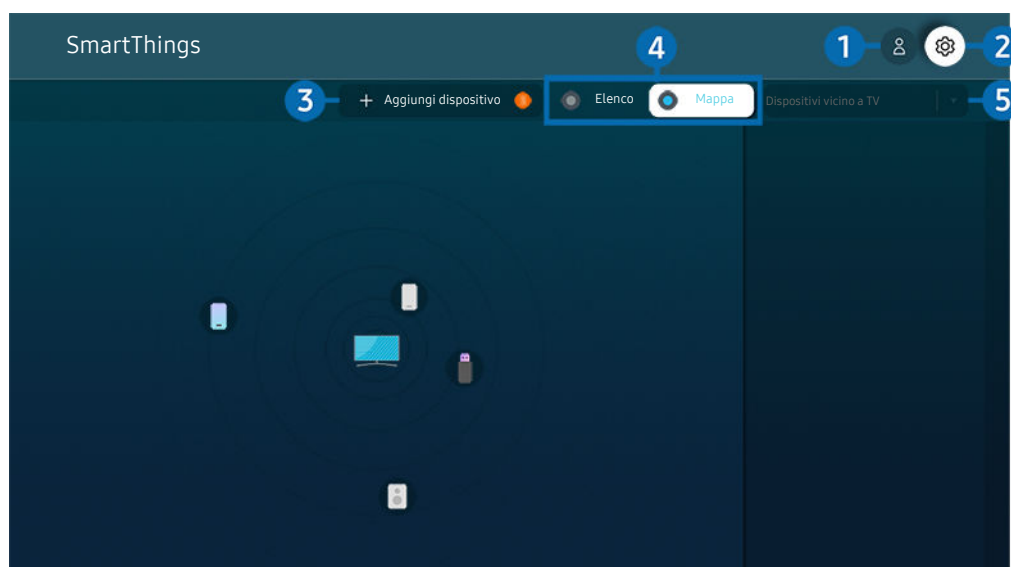 SmartThings
4
1
2
3
+ Aggiungi dispositivo
Elenco
Mappa
Dispositivi vicino a TV
5